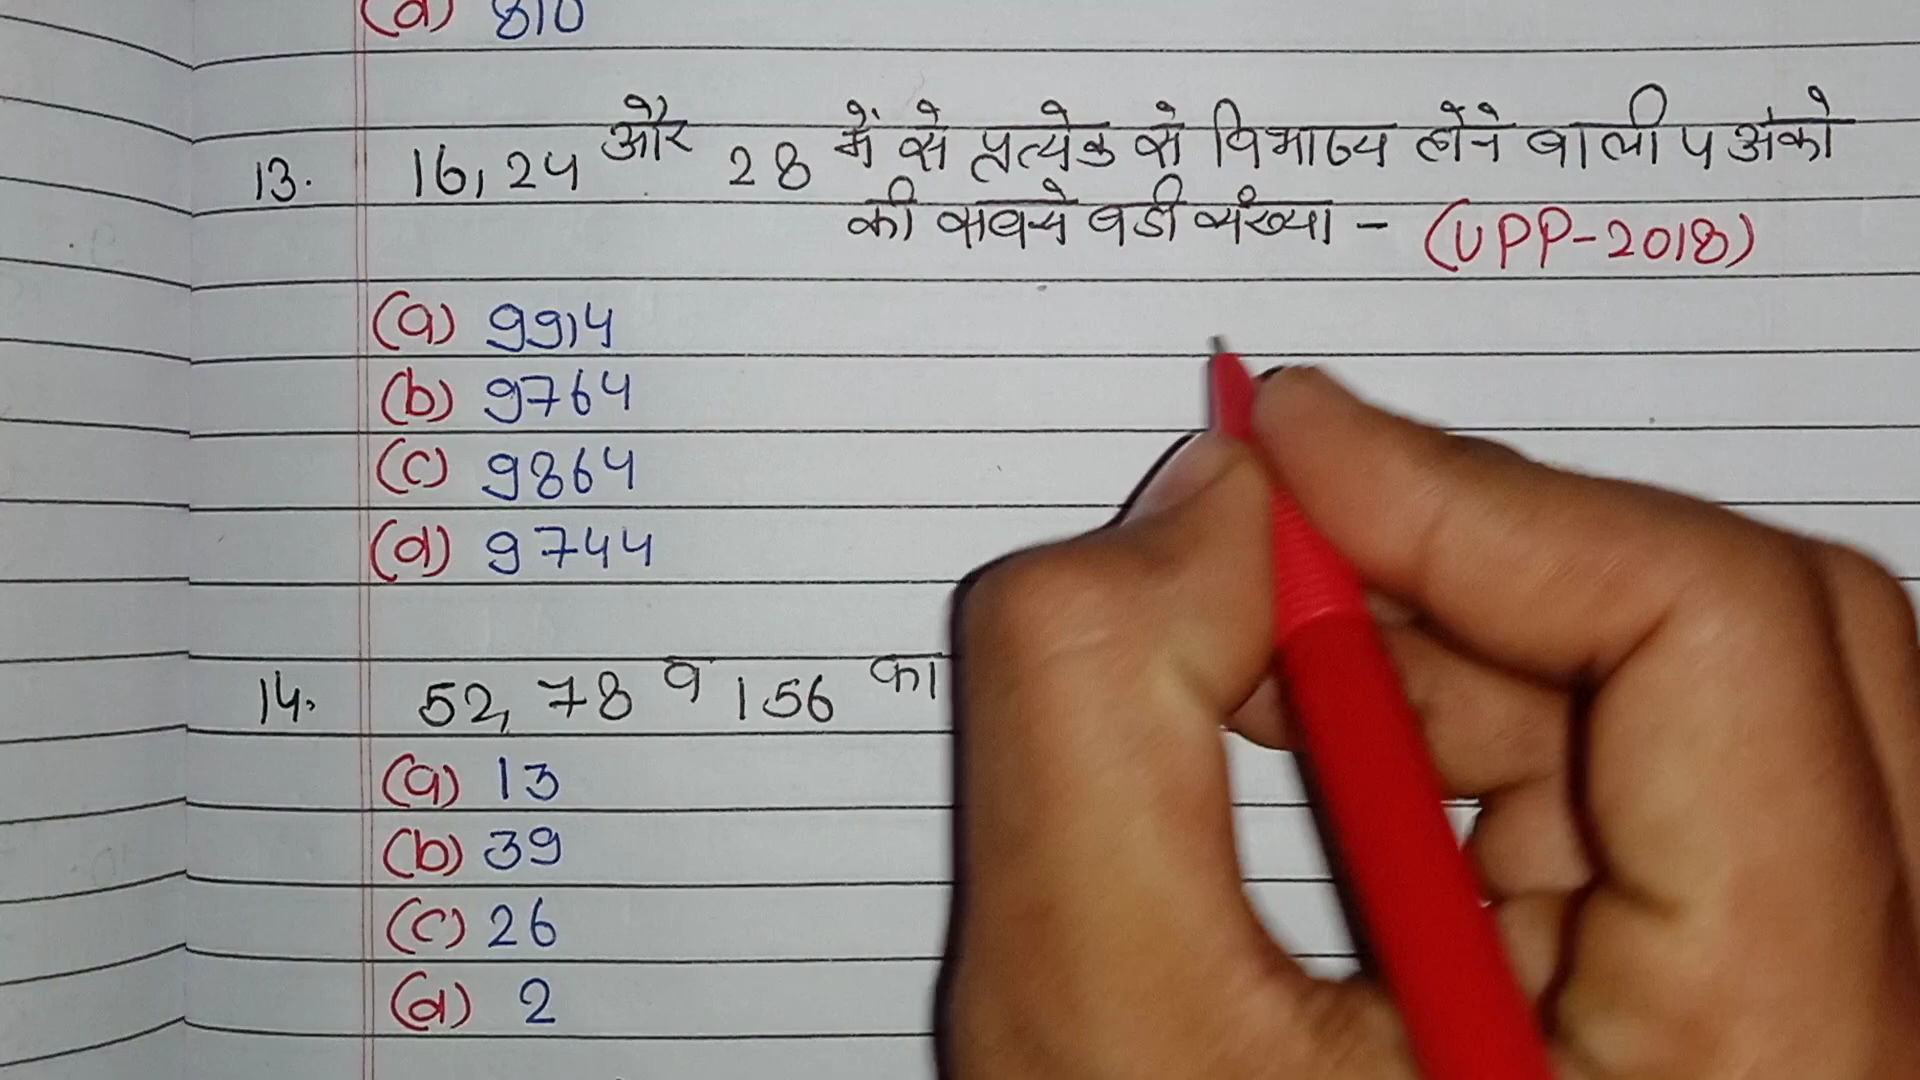 (d) 810
13. 16, 24 और 28 में से प्रत्येक से विभाज्य होने वाली 4 अंको
की सबसे बडी संख्या - (UPP-2018)
(a) 9914
(b) 9764
(c) 9864
(d) 9744
14. 52, 78 व 156 का
(a) 13
(b) 39
(c) 26
(d) 2